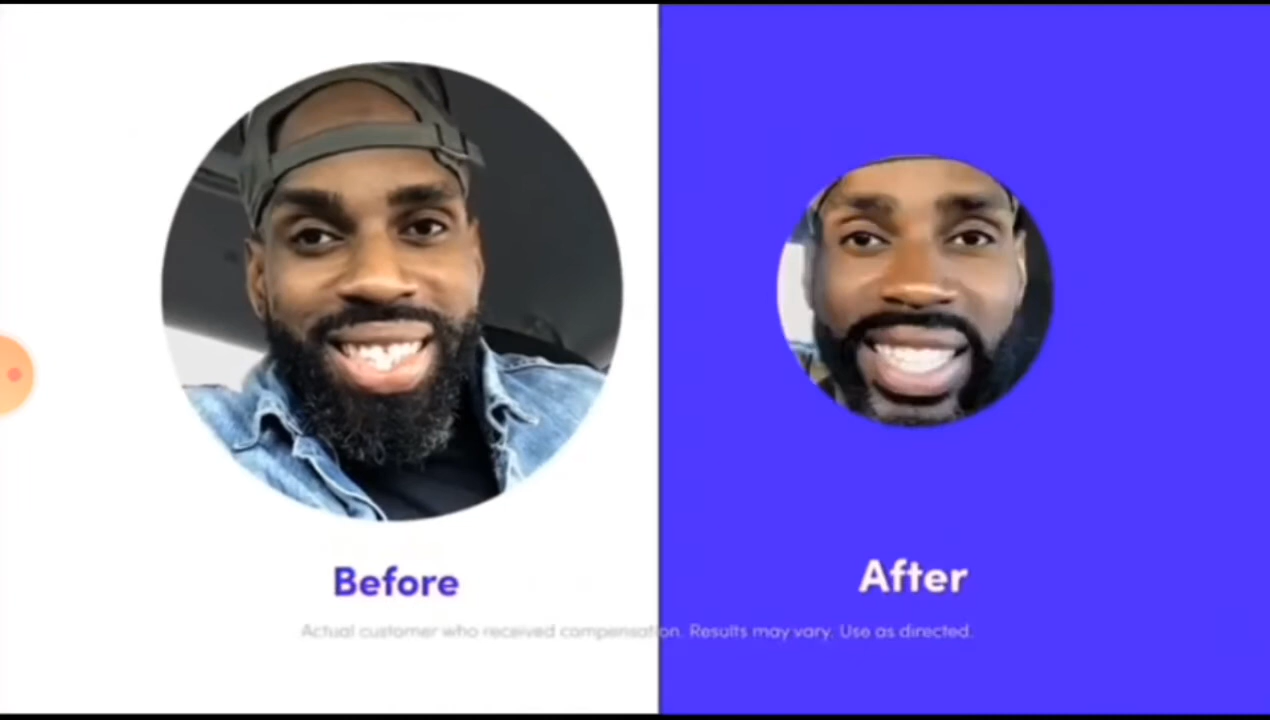 Before
After
Actual customer who received compensation. Results may vary. Use as directed.